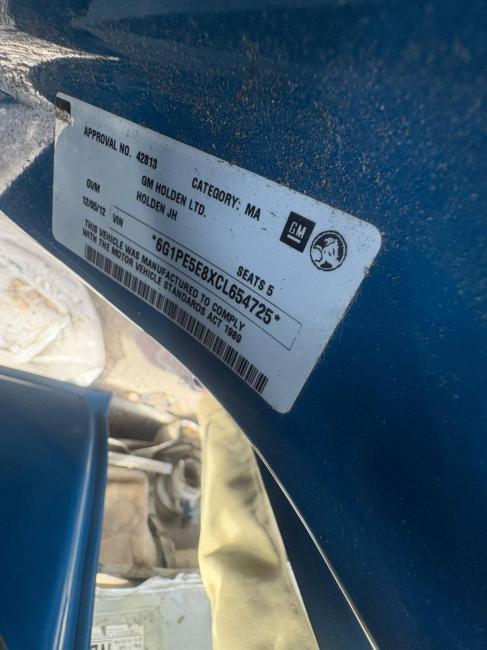 APPROVAL NO. 42813
CATEGORY: MA
GM HOLDEN LTD.
HOLDEN JH
GM
GVM
12/05/12
SEATS 5
VIN
*6G1PE5E8XCL654725*
THIS VEHICLE WAS MANUFACTURED TO COMPLY
WITH THE MOTOR VEHICLE STANDARDS ACT 1989